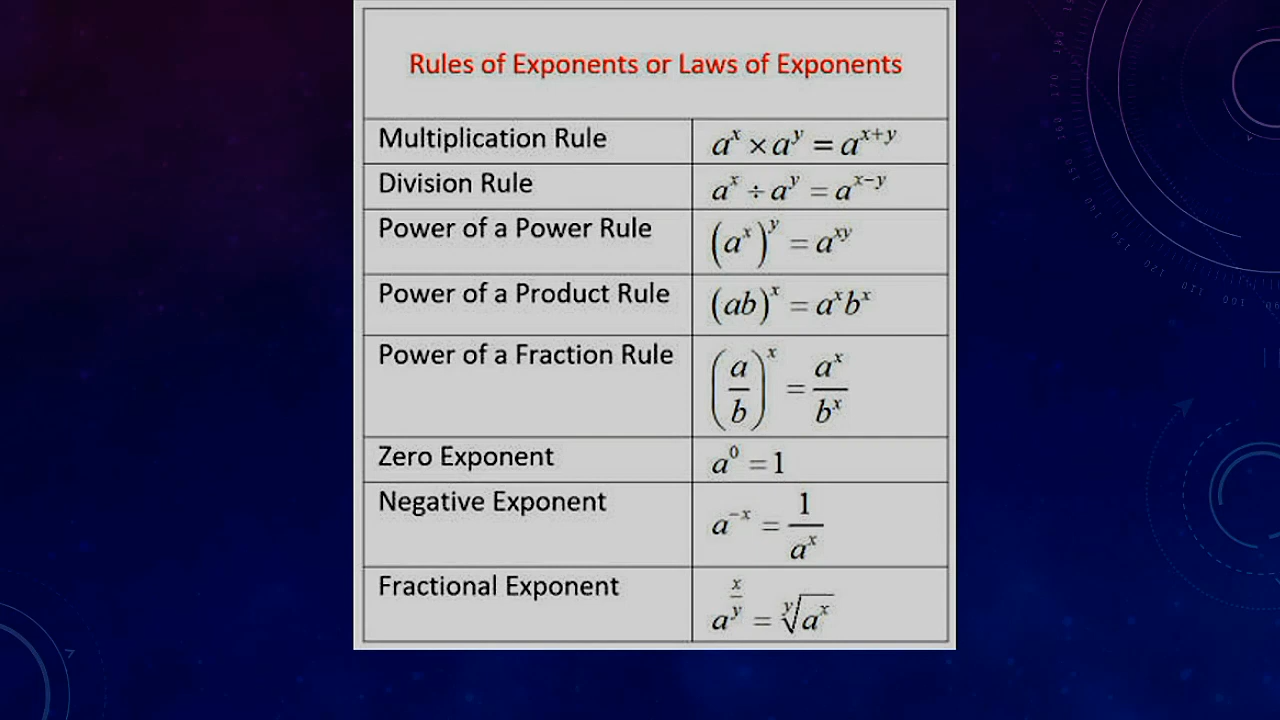 Rules of Exponents or Laws of Exponents
Multiplication Rule a^x × a^y = a^(x+y)
Division Rule a^x ÷ a^y = a^(x−y)
Power of a Power Rule (a^x)^y = a^(xy)
Power of a Product Rule (ab)^x = a^x b^x
Power of a Fraction Rule (a/b)^x = a^x/b^x
Zero Exponent a^0 = 1
Negative Exponent a^(−x) = 1/a^x
Fractional Exponent a^(x/y) = ʸ√(a^x)